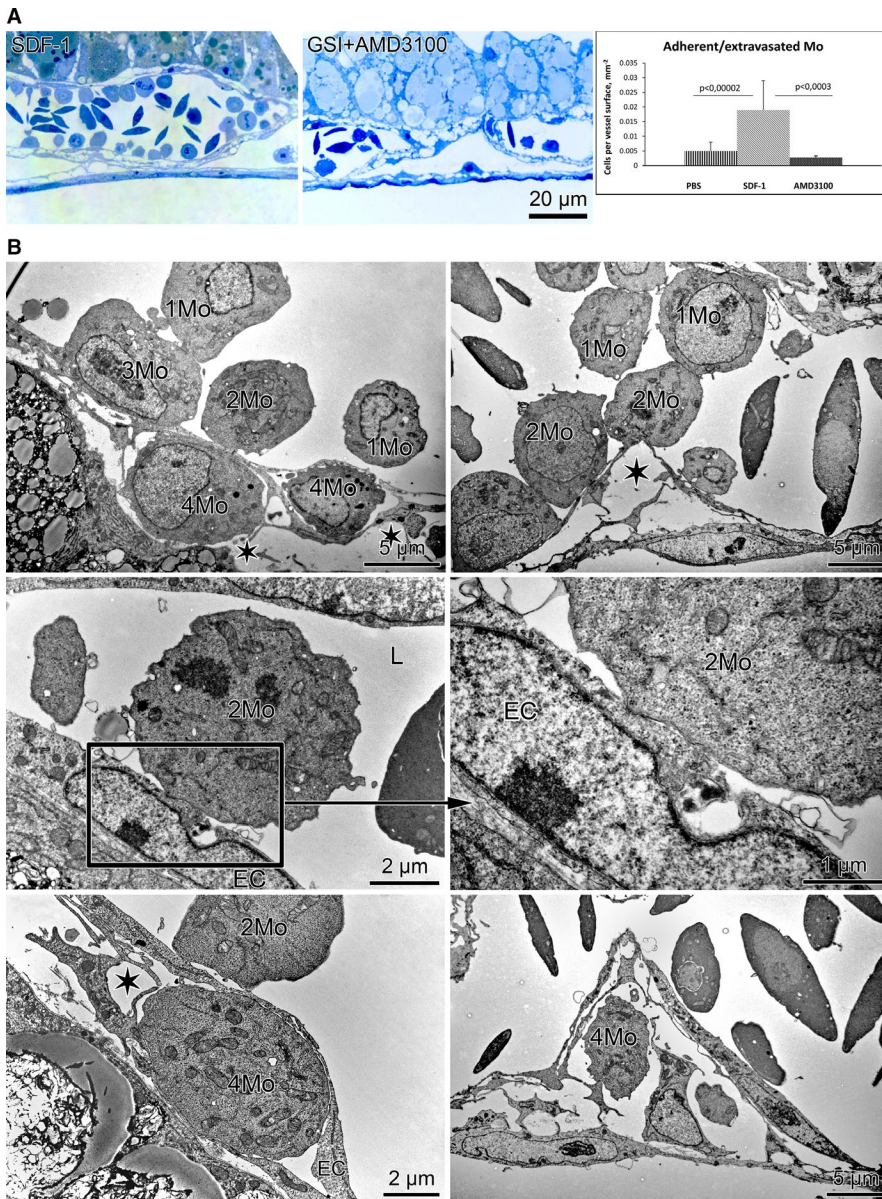 A
SDF-1
GSI+AMD3100
20 µm
Adherent/extravasated Mo
Cells per vessel surface, mm-2
0.035
0.03
0.025
0.02
0.015
0.01
0.005
0
p<0,00002
p<0,0003
PBS
SDF-1
AMD3100
B
1Mo
3Mo
2Mo
1Mo
4Mo
4Mo
5 µm
1Mo
1Mo
2Mo
2Mo
5 µm
L
2Mo
EC
2 µm
2Mo
EC
1 µm
2Mo
4Mo
EC
2 µm
4Mo
5 µm